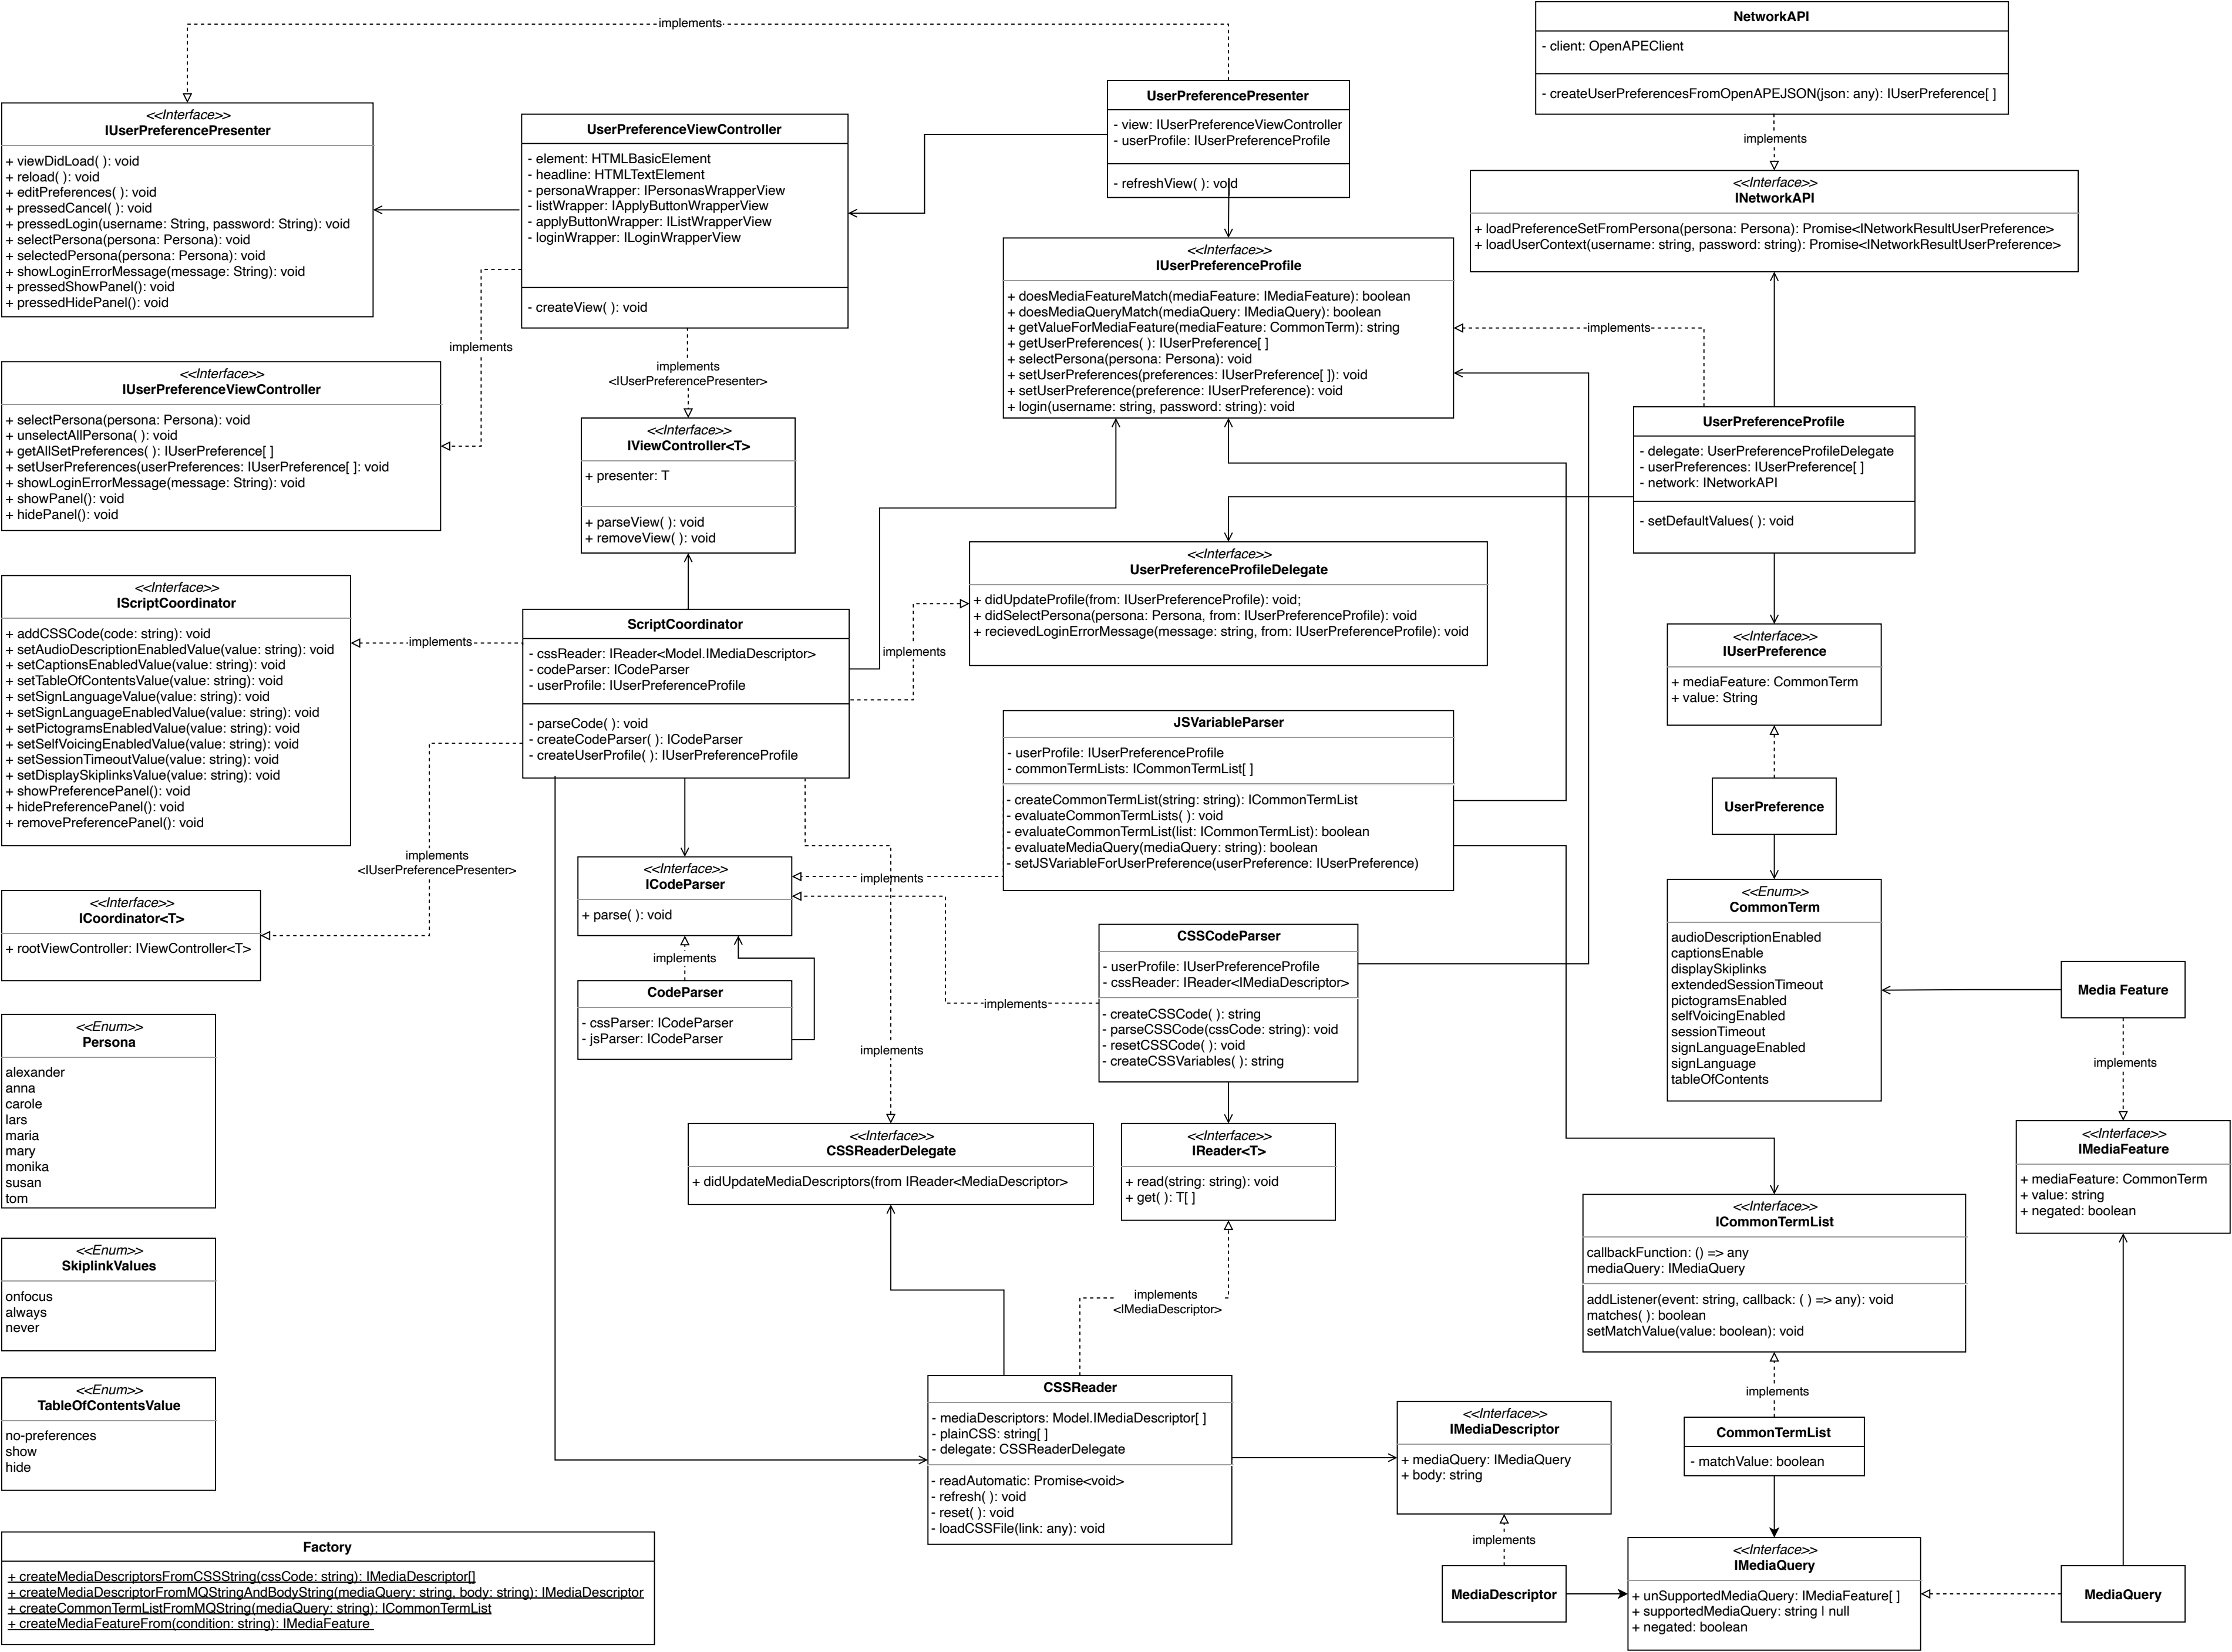 implements
NetworkAPI
- client: OpenAPEClient
- createUserPreferencesFromOpenAPEJSON(json: any): IUserPreference[ ]
implements
<<Interface>>
INetworkAPI
+ loadPreferenceSetFromPersona(persona: Persona): Promise<INetworkResultUserPreference>
+ loadUserContext(username: string, password: string): Promise<INetworkResultUserPreference>
<<Interface>>
IUserPreferencePresenter
+ viewDidLoad( ): void
+ reload( ): void
+ editPreferences( ): void
+ pressedCancel( ): void
+ pressedLogin(username: String, password: String): void
+ selectPersona(persona: Persona): void
+ selectedPersona(persona: Persona): void
+ showLoginErrorMessage(message: String): void
+ pressedShowPanel(): void
+ pressedHidePanel(): void
UserPreferenceViewController
- element: HTMLBasicElement
- headline: HTMLTextElement
- personaWrapper: IPersonasWrapperView
- listWrapper: IApplyButtonWrapperView
- applyButtonWrapper: IListWrapperView
- loginWrapper: ILoginWrapperView
- createView( ): void
UserPreferencePresenter
- view: IUserPreferenceViewController
- userProfile: IUserPreferenceProfile
- refreshView( ): void
<<Interface>>
IUserPreferenceProfile
+ doesMediaFeatureMatch(mediaFeature: IMediaFeature): boolean
+ doesMediaQueryMatch(mediaQuery: IMediaQuery): boolean
+ getValueForMediaFeature(mediaFeature: CommonTerm): string
+ getUserPreferences( ): IUserPreference[ ]
+ selectPersona(persona: Persona): void
+ setUserPreferences(preferences: IUserPreference[ ]): void
+ setUserPreference(preference: IUserPreference): void
+ login(username: string, password: string): void
implements
implements
implements
<IUserPreferencePresenter>
<<Interface>>
IUserPreferenceViewController
+ selectPersona(persona: Persona): void
+ unselectAllPersona( ): void
+ getAllSetPreferences( ): IUserPreference[ ]
+ setUserPreferences(userPreferences: IUserPreference[ ]: void
+ showLoginErrorMessage(message: String): void
+ showPanel(): void
+ hidePanel(): void
<<Interface>>
IViewController<T>
+ presenter: T
+ parseView( ): void
+ removeView( ): void
UserPreferenceProfile
- delegate: UserPreferenceProfileDelegate
- userPreferences: IUserPreference[ ]
- network: INetworkAPI
- setDefaultValues( ): void
<<Interface>>
UserPreferenceProfileDelegate
+ didUpdateProfile(from: IUserPreferenceProfile): void;
+ didSelectPersona(persona: Persona, from: IUserPreferenceProfile): void
+ recievedLoginErrorMessage(message: string, from: IUserPreferenceProfile): void
<<Interface>>
IScriptCoordinator
+ addCSSCode(code: string): void
+ setAudioDescriptionEnabledValue(value: string): void
+ setCaptionsEnabledValue(value: string): void
+ setTableOfContentsValue(value: string): void
+ setSignLanguageValue(value: string): void
+ setSignLanguageEnabledValue(value: string): void
+ setPictogramsEnabledValue(value: string): void
+ setSelfVoicingEnabledValue(value: string): void
+ setSessionTimeoutValue(value: string): void
+ setDisplaySkiplinksValue(value: string): void
+ showPreferencePanel(): void
+ hidePreferencePanel(): void
+ removePreferencePanel(): void
implements
ScriptCoordinator
- cssReader: IReader<Model.IMediaDescriptor>
- codeParser: ICodeParser
- userProfile: IUserPreferenceProfile
- parseCode( ): void
- createCodeParser( ): ICodeParser
- createUserProfile( ): IUserPreferenceProfile
implements
<<Interface>>
IUserPreference
+ mediaFeature: CommonTerm
+ value: String
JSVariableParser
- userProfile: IUserPreferenceProfile
- commonTermLists: ICommonTermList[ ]
- createCommonTermList(string: string): ICommonTermList
- evaluateCommonTermLists( ): void
- evaluateCommonTermList(list: ICommonTermList): boolean
- evaluateMediaQuery(mediaQuery: string): boolean
- setJSVariableForUserPreference(userPreference: IUserPreference)
UserPreference
implements
<IUserPreferencePresenter>
<<Interface>>
ICodeParser
+ parse( ): void
implements
implements
<<Interface>>
ICoordinator<T>
+ rootViewController: IViewController<T>
CodeParser
- cssParser: ICodeParser
- jsParser: ICodeParser
implements
CSSCodeParser
- userProfile: IUserPreferenceProfile
- cssReader: IReader<IMediaDescriptor>
- createCSSCode( ): string
- parseCSSCode(cssCode: string): void
- resetCSSCode( ): void
- createCSSVariables( ): string
<<Enum>>
CommonTerm
audioDescriptionEnabled
captionsEnable
displaySkiplinks
extendedSessionTimeout
pictogramsEnabled
selfVoicingEnabled
sessionTimeout
signLanguageEnabled
signLanguage
tableOfContents
Media Feature
implements
implements
<<Enum>>
Persona
alexander
anna
carole
lars
maria
mary
monika
susan
tom
<<Interface>>
CSSReaderDelegate
+ didUpdateMediaDescriptors(from IReader<MediaDescriptor>
<<Interface>>
IReader<T>
+ read(string: string): void
+ get( ): T[ ]
<<Interface>>
IMediaFeature
+ mediaFeature: CommonTerm
+ value: string
+ negated: boolean
<<Interface>>
ICommonTermList
callbackFunction: () => any
mediaQuery: IMediaQuery
addListener(event: string, callback: ( ) => any): void
matches( ): boolean
setMatchValue(value: boolean): void
<<Enum>>
SkiplinkValues
onfocus
always
never
implements
<IMediaDescriptor>
<<Enum>>
TableOfContentsValue
no-preferences
show
hide
CSSReader
- mediaDescriptors: Model.IMediaDescriptor[ ]
- plainCSS: string[ ]
- delegate: CSSReaderDelegate
- readAutomatic: Promise<void>
- refresh( ): void
- reset( ): void
- loadCSSFile(link: any): void
<<Interface>>
IMediaDescriptor
+ mediaQuery: IMediaQuery
+ body: string
implements
CommonTermList
- matchValue: boolean
implements
MediaDescriptor
<<Interface>>
IMediaQuery
+ unSupportedMediaQuery: IMediaFeature[ ]
+ supportedMediaQuery: string | null
+ negated: boolean
MediaQuery
Factory
+ createMediaDescriptorsFromCSSString(cssCode: string): IMediaDescriptor[]
+ createMediaDescriptorFromMQStringAndBodyString(mediaQuery: string, body: string): IMediaDescriptor
+ createCommonTermListFromMQString(mediaQuery: string): ICommonTermList
+ createMediaFeatureFrom(condition: string): IMediaFeature